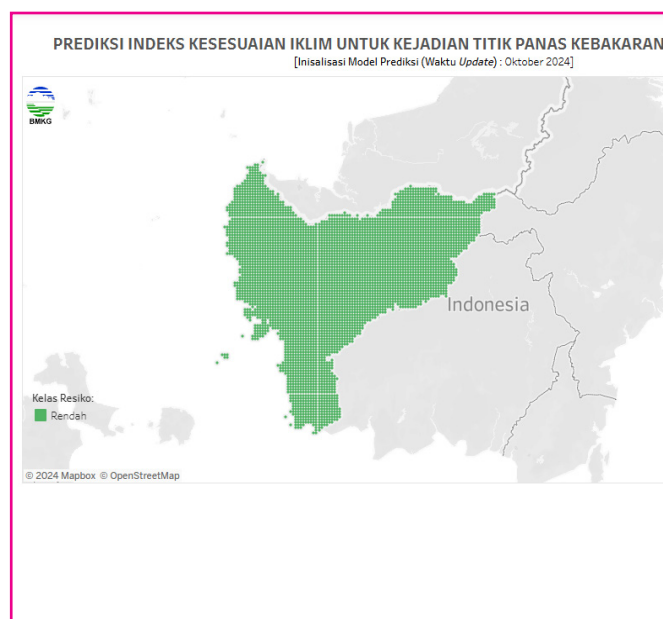 PREDIKSI INDEKS KESESUAIAN IKLIM UNTUK KEJADIAN TITIK PANAS KEBAKARAN
[Inisalisasi Model Prediksi (Waktu Update) : Oktober 2024]
BMKG
Indonesia
Kelas Resiko:
Rendah
© 2024 Mapbox © OpenStreetMap